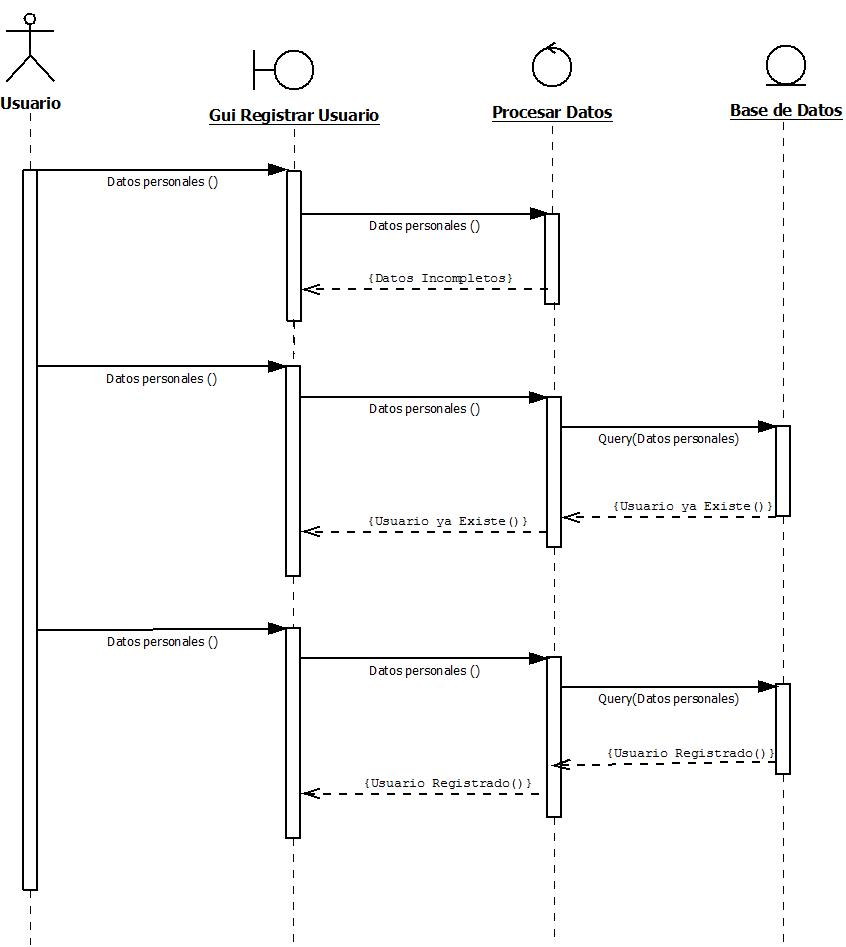 Usuario
Gui Registrar Usuario
Procesar Datos
Base de Datos
Datos personales ()
Datos personales ()
{Datos Incompletos}
Datos personales ()
Datos personales ()
Query(Datos personales)
{Usuario ya Existe()}
{Usuario ya Existe()}
Datos personales ()
Datos personales ()
Query(Datos personales)
{Usuario Registrado()}
{Usuario Registrado()}